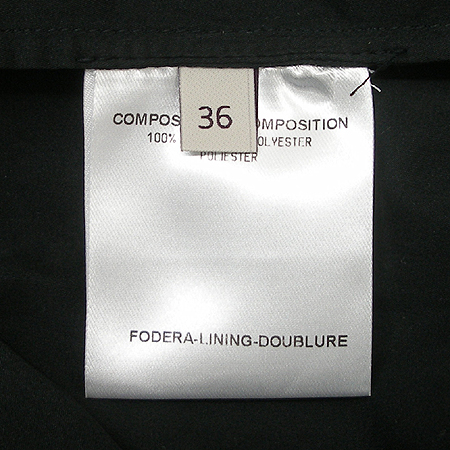 36
COMPOS OMPOSITION
100% OLYESTER
POLIESTER
FODERA-LINING-DOUBLURE